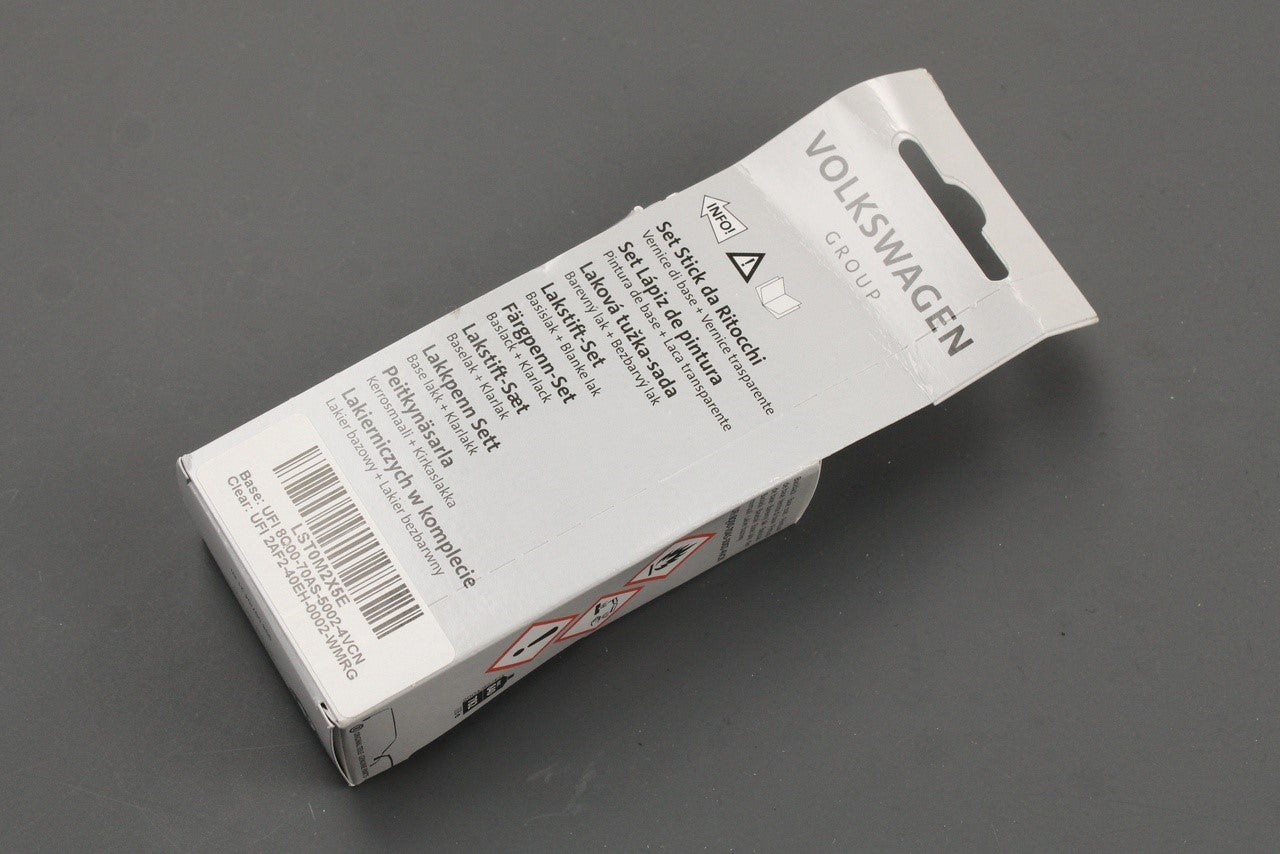 VOLKSWAGEN
GROUP
INFO!
Set Stick da Ritocchi
Vernice di base + Vernice trasparente
Set Lápiz de pintura
Pintura de base + Laca transparente
Laková tužka-sada
Barevný lak + Bezbarvý lak
Lakstift-Set
Basislak + Blanke lak
Färgpenn-Set
Baslack + Klarlack
Lakstift-Sæt
Baselak + Klarlak
Lakkpenn Sett
Base lakk + Klarlakk
Peitkynäsarla
Kerrosmaali + Kirkaslakka
Lakierniczych w komplecie
Lakier bazowy + Lakier bezbarwny
LST0M2X5E
Base: UFI 8C00-70AS-5002-4VCN
Clear: UFI 2AF2-40EH-0002-WMRG